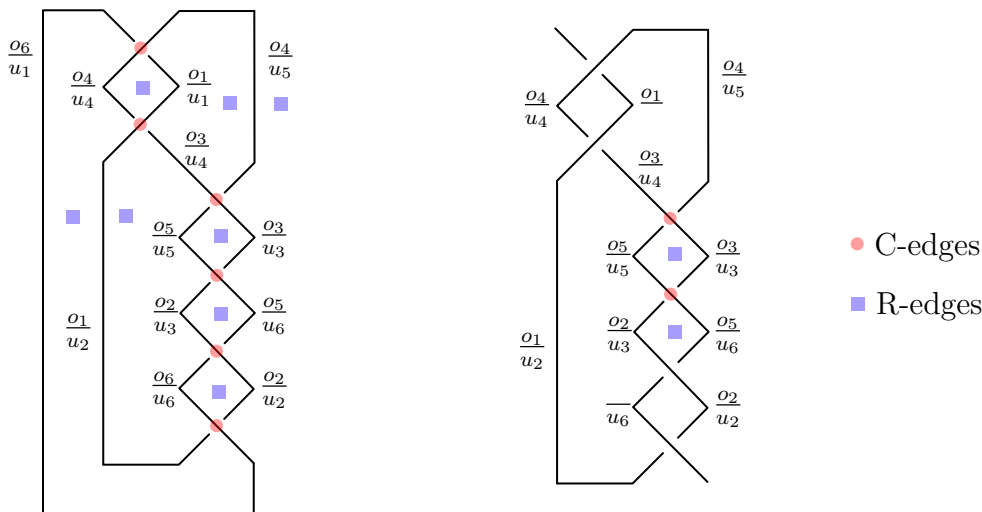 o₆/u₁
o₄/u₄
o₁/u₁
o₄/u₅
o₃/u₄
o₅/u₅
o₃/u₃
o₂/u₃
o₅/u₆
o₁/u₂
o₆/u₆
o₂/u₂
o₄/u₄
o₁
o₄/u₅
o₃/u₄
o₅/u₅
o₃/u₃
o₂/u₃
o₅/u₆
o₁/u₂
u₆
o₂/u₂
C-edges
R-edges